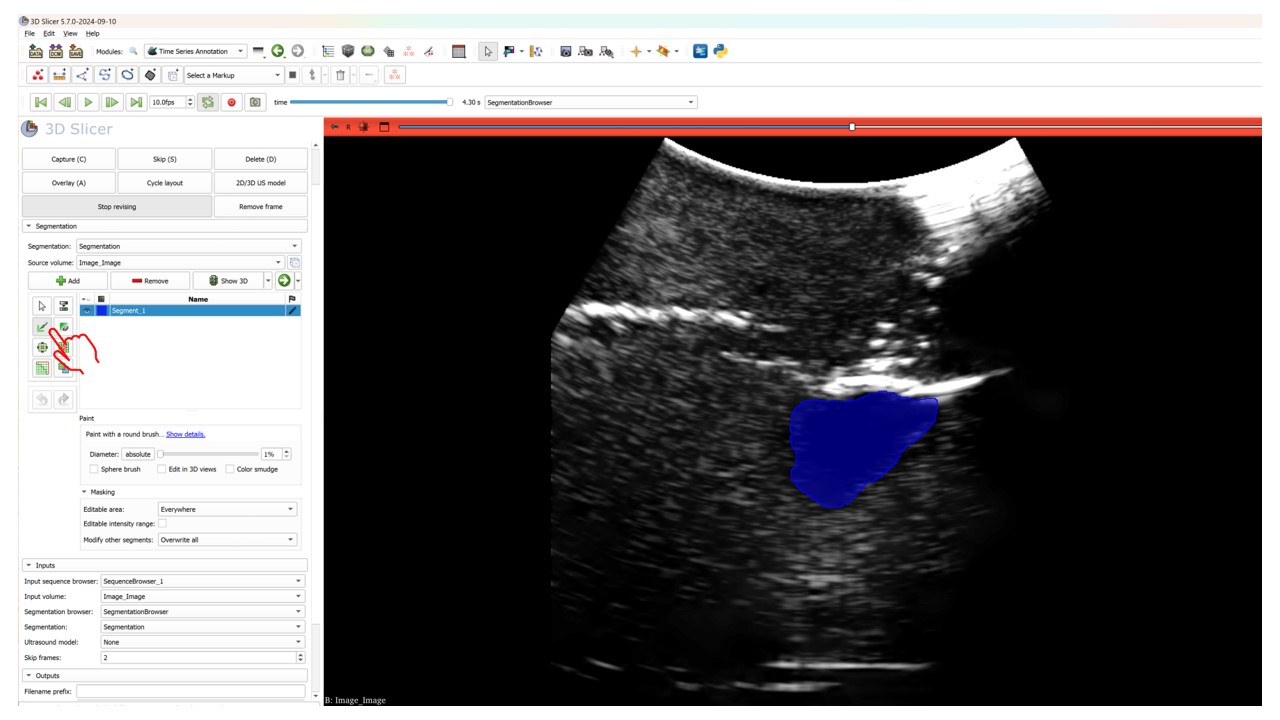 3D Slicer 5.7.0-2024-09-10
File Edit View Help
DATA DCM SAVE Modules: Time Series Annotation
Select a Markup
10.0fps time 4.30 s SegmentationBrowser
3D Slicer
R
Capture (C) Skip (S) Delete (D)
Overlay (A) Cycle layout 2D/3D US model
Stop revising Remove frame
Segmentation
Segmentation: Segmentation
Source volume: Image_Image
Add Remove Show 3D
Name
Segment_1
Paint
Paint with a round brush... Show details.
Diameter: absolute 1%
Sphere brush Edit in 3D views Color smudge
Masking
Editable area: Everywhere
Editable intensity range:
Modify other segments: Overwrite all
Inputs
Input sequence browser: SequenceBrowser_1
Input volume: Image_Image
Segmentation browser: SegmentationBrowser
Segmentation: Segmentation
Ultrasound model: None
Skip frames: 2
Outputs
Filename prefix:
B: Image_Image